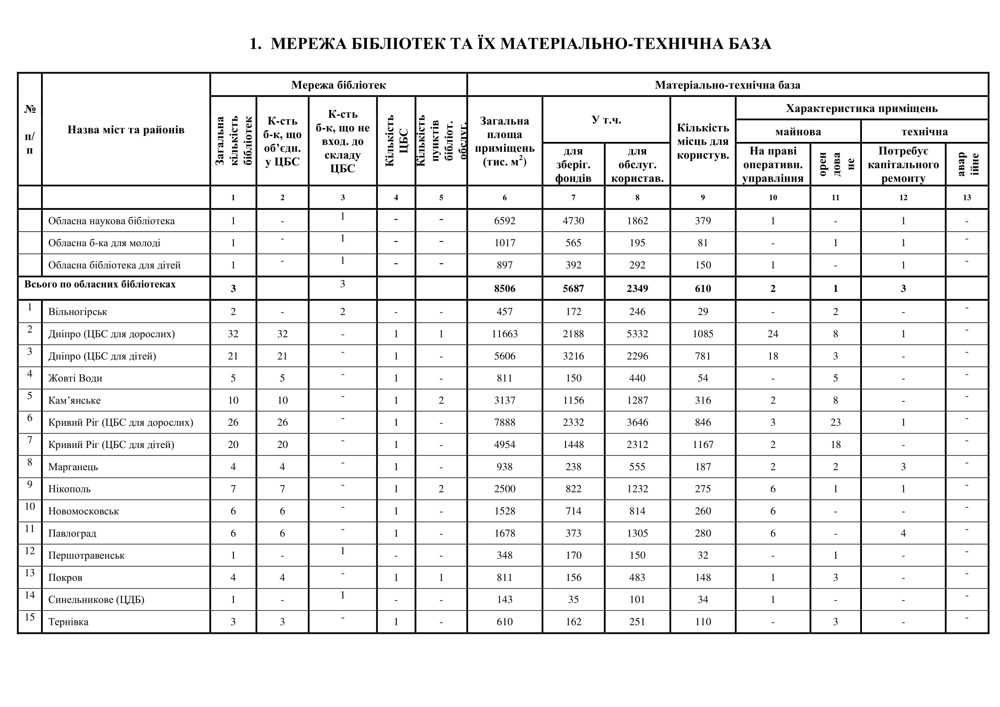 1. МЕРЕЖА БІБЛІОТЕК ТА ЇХ МАТЕРІАЛЬНО-ТЕХНІЧНА БАЗА
№ п/п
Назва міст та районів
Мережа бібліотек
Матеріально-технічна база
Загальна кількість бібліотек
К-сть б-к, що об’єдн. у ЦБС
К-сть б-к, що не вход. до складу ЦБС
Кількість ЦБС
Кількість пунктів бібліот. обслуг.
Загальна площа приміщень (тис. м²)
У т.ч.
для зберіг. фондів
для обслуг. користав.
Кількість місць для користув.
Характеристика приміщень
майнова
технічна
На праві оперативн. управління
орен дова не
Потребує капітального ремонту
авар ійне
1 2 3 4 5 6 7 8 9 10 11 12 13
Обласна наукова бібліотека 1 - 1 - - 6592 4730 1862 379 1 - 1 -
Обласна б-ка для молоді 1 - 1 - - 1017 565 195 81 - 1 1 -
Обласна бібліотека для дітей 1 - 1 - - 897 392 292 150 1 - 1 -
Всього по обласних бібліотеках 3 3 8506 5687 2349 610 2 1 3
1 Вільногірськ 2 - 2 - - 457 172 246 29 - 2 - -
2 Дніпро (ЦБС для дорослих) 32 32 - 1 1 11663 2188 5332 1085 24 8 1 -
3 Дніпро (ЦБС для дітей) 21 21 - 1 - 5606 3216 2296 781 18 3 - -
4 Жовті Води 5 5 - 1 - 811 150 440 54 - 5 - -
5 Кам’янське 10 10 - 1 2 3137 1156 1287 316 2 8 - -
6 Кривий Ріг (ЦБС для дорослих) 26 26 - 1 - 7888 2332 3646 846 3 23 1 -
7 Кривий Ріг (ЦБС для дітей) 20 20 - 1 - 4954 1448 2312 1167 2 18 - -
8 Марганець 4 4 - 1 - 938 238 555 187 2 2 3 -
9 Нікополь 7 7 - 1 2 2500 822 1232 275 6 1 1 -
10 Новомосковськ 6 6 - 1 - 1528 714 814 260 6 - - -
11 Павлоград 6 6 - 1 - 1678 373 1305 280 6 - 4 -
12 Першотравенськ 1 - 1 - - 348 170 150 32 - 1 - -
13 Покров 4 4 - 1 1 811 156 483 148 1 3 - -
14 Синельникове (ЦДБ) 1 - 1 - - 143 35 101 34 1 - - -
15 Тернівка 3 3 - 1 - 610 162 251 110 - 3 - -